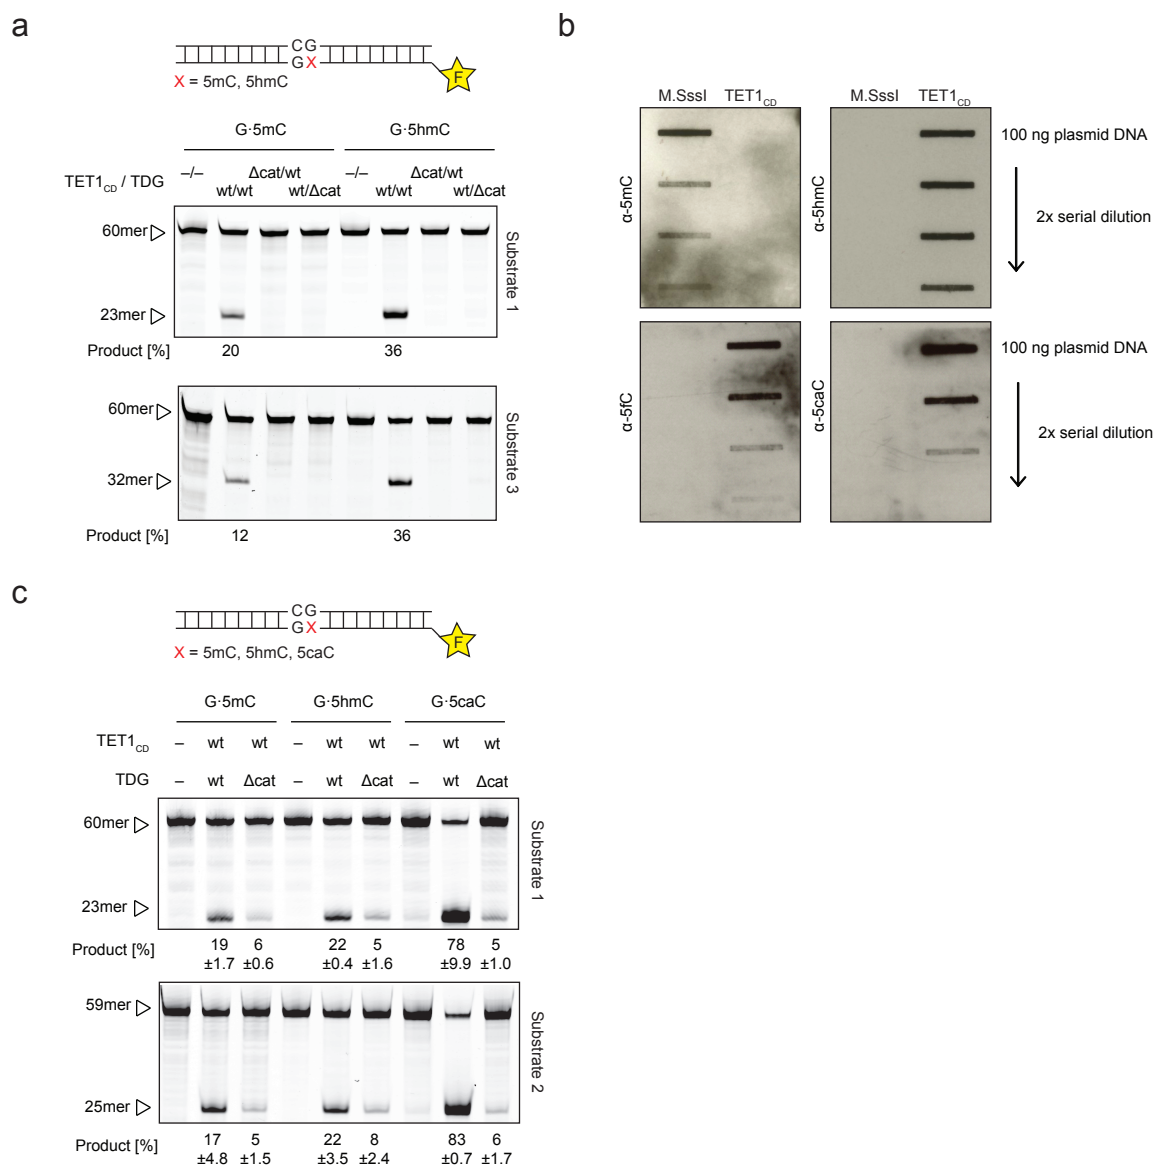 a
CG
GX
X = 5mC, 5hmC
F
G·5mC G·5hmC
TET1CD / TDG –/– wt/wt Δcat/wt wt/Δcat –/– wt/wt Δcat/wt wt/Δcat
60mer
23mer
Substrate 1
Product [%] 20 36
60mer
32mer
Substrate 3
Product [%] 12 36
b
M.SssI TET1CD M.SssI TET1CD
α-5mC
α-5hmC
100 ng plasmid DNA
2x serial dilution
α-5fC
α-5caC
100 ng plasmid DNA
2x serial dilution
c
CG
GX
X = 5mC, 5hmC, 5caC
F
G·5mC G·5hmC G·5caC
TET1CD – wt wt – wt wt – wt wt
TDG – wt Δcat – wt Δcat – wt Δcat
60mer
23mer
Substrate 1
Product [%] 19 6 22 5 78 5
±1.7 ±0.6 ±0.4 ±1.6 ±9.9 ±1.0
59mer
25mer
Substrate 2
Product [%] 17 5 22 8 83 6
±4.8 ±1.5 ±3.5 ±2.4 ±0.7 ±1.7